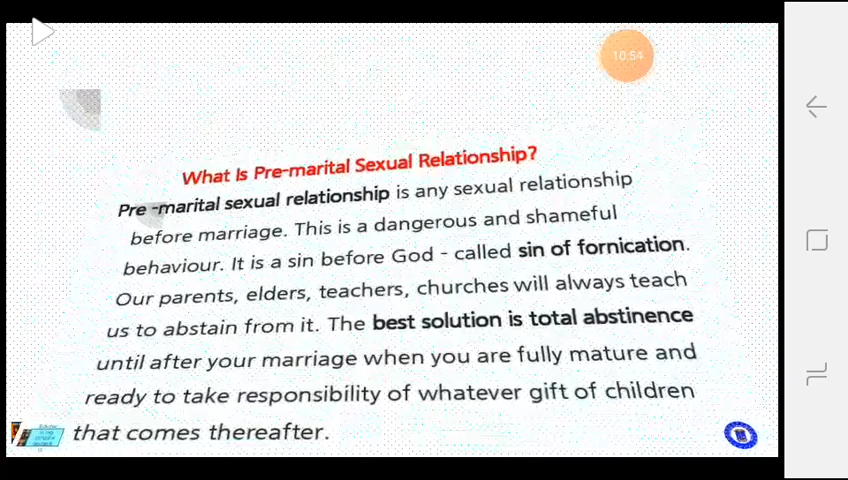 10:54
What Is Pre-marital Sexual Relationship?
Pre -marital sexual relationship is any sexual relationship
before marriage. This is a dangerous and shameful
behaviour. It is a sin before God - called sin of fornication.
Our parents, elders, teachers, churches will always teach
us to abstain from it. The best solution is total abstinence
until after your marriage when you are fully mature and
ready to take responsibility of whatever gift of children
that comes thereafter.